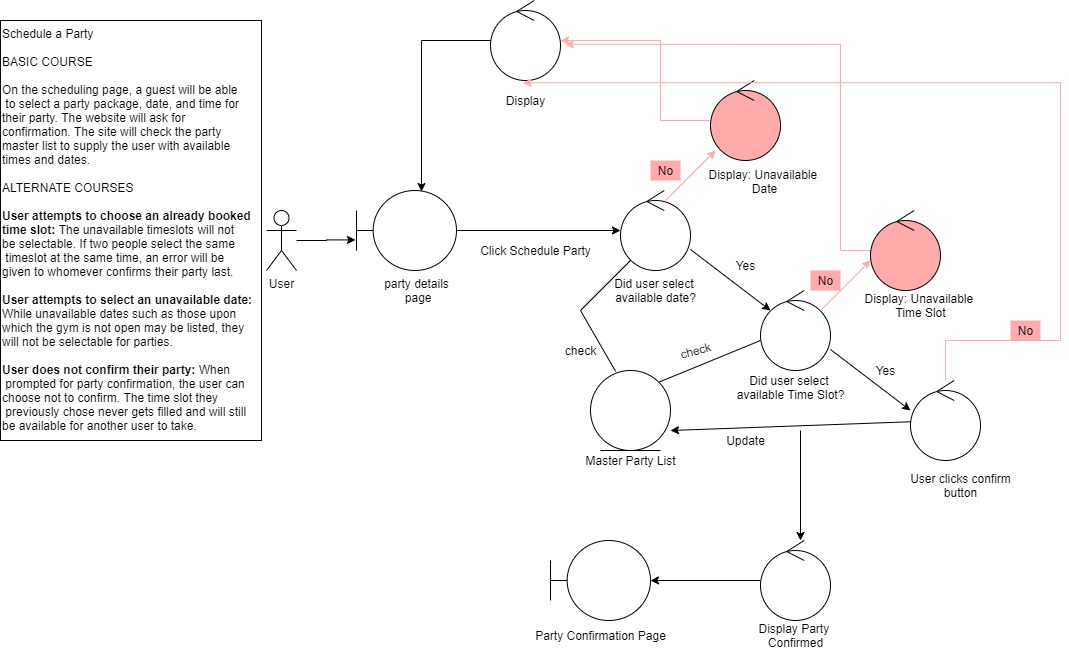 Schedule a Party
BASIC COURSE
On the scheduling page, a guest will be able
to select a party package, date, and time for
their party. The website will ask for
confirmation. The site will check the party
master list to supply the user with available
times and dates.
ALTERNATE COURSES
User attempts to choose an already booked
time slot: The unavailable timeslots will not
be selectable. If two people select the same
timeslot at the same time, an error will be
given to whomever confirms their party last.
User attempts to select an unavailable date:
While unavailable dates such as those upon
which the gym is not open may be listed, they
will not be selectable for parties.
User does not confirm their party: When
prompted for party confirmation, the user can
choose not to confirm. The time slot they
previously chose never gets filled and will still
be available for another user to take.
User
party details
page
Display
Click Schedule Party
No
Display: Unavailable
Date
Did user select
available date?
Yes
No
Display: Unavailable
Time Slot
check
check
Did user select
available Time Slot?
Yes
No
Master Party List
Update
User clicks confirm
button
Party Confirmation Page
Display Party
Confirmed